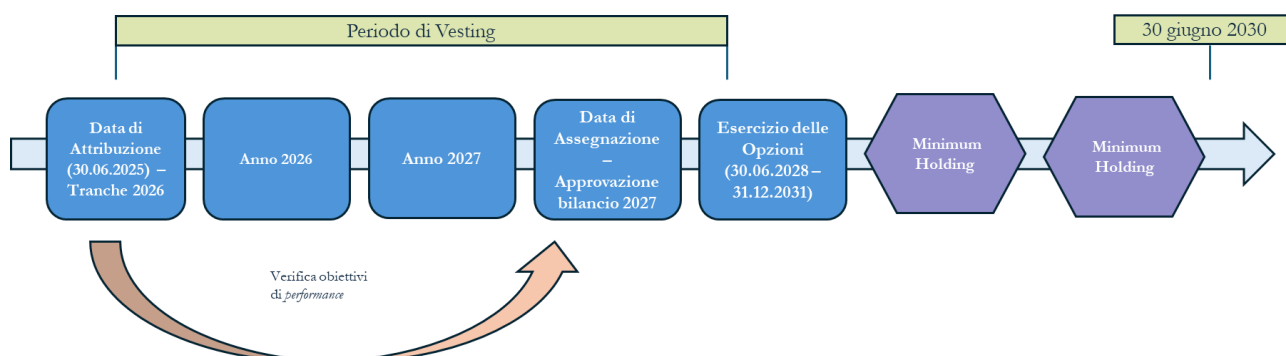 Periodo di Vesting
30 giugno 2030
Data di
Attribuzione
(30.06.2025) –
Tranche 2026
Anno 2026
Anno 2027
Data di
Assegnazione
–
Approvazione
bilancio 2027
Esercizio delle
Opzioni
(30.06.2028 –
31.12.2031)
Minimum
Holding
Minimum
Holding
Verifica obiettivi
di performance